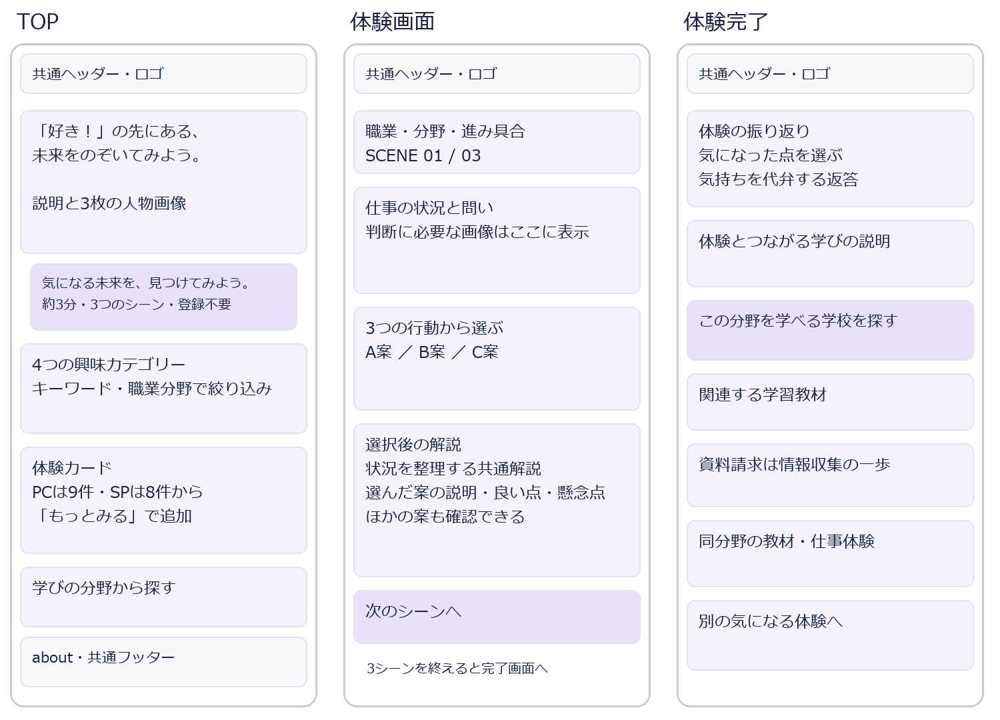 TOP
共通ヘッダー・ロゴ
「好き！」の先にある、
未来をのぞいてみよう。
説明と3枚の人物画像
気になる未来を、見つけてみよう。
約3分・3つのシーン・登録不要
4つの興味カテゴリー
キーワード・職業分野で絞り込み
体験カード
PCは9件・SPは8件から
「もっとみる」で追加
学びの分野から探す
about・共通フッター
体験画面
共通ヘッダー・ロゴ
職業・分野・進み具合
SCENE 01 / 03
仕事の状況と問い
判断に必要な画像はここに表示
3つの行動から選ぶ
A案 ／ B案 ／ C案
選択後の解説
状況を整理する共通解説
選んだ案の説明・良い点・懸念点
ほかの案も確認できる
次のシーンへ
3シーンを終えると完了画面へ
体験完了
共通ヘッダー・ロゴ
体験の振り返り
気になった点を選ぶ
気持ちを代弁する返答
体験とつながる学びの説明
この分野を学べる学校を探す
関連する学習教材
資料請求は情報収集の一歩
同分野の教材・仕事体験
別の気になる体験へ